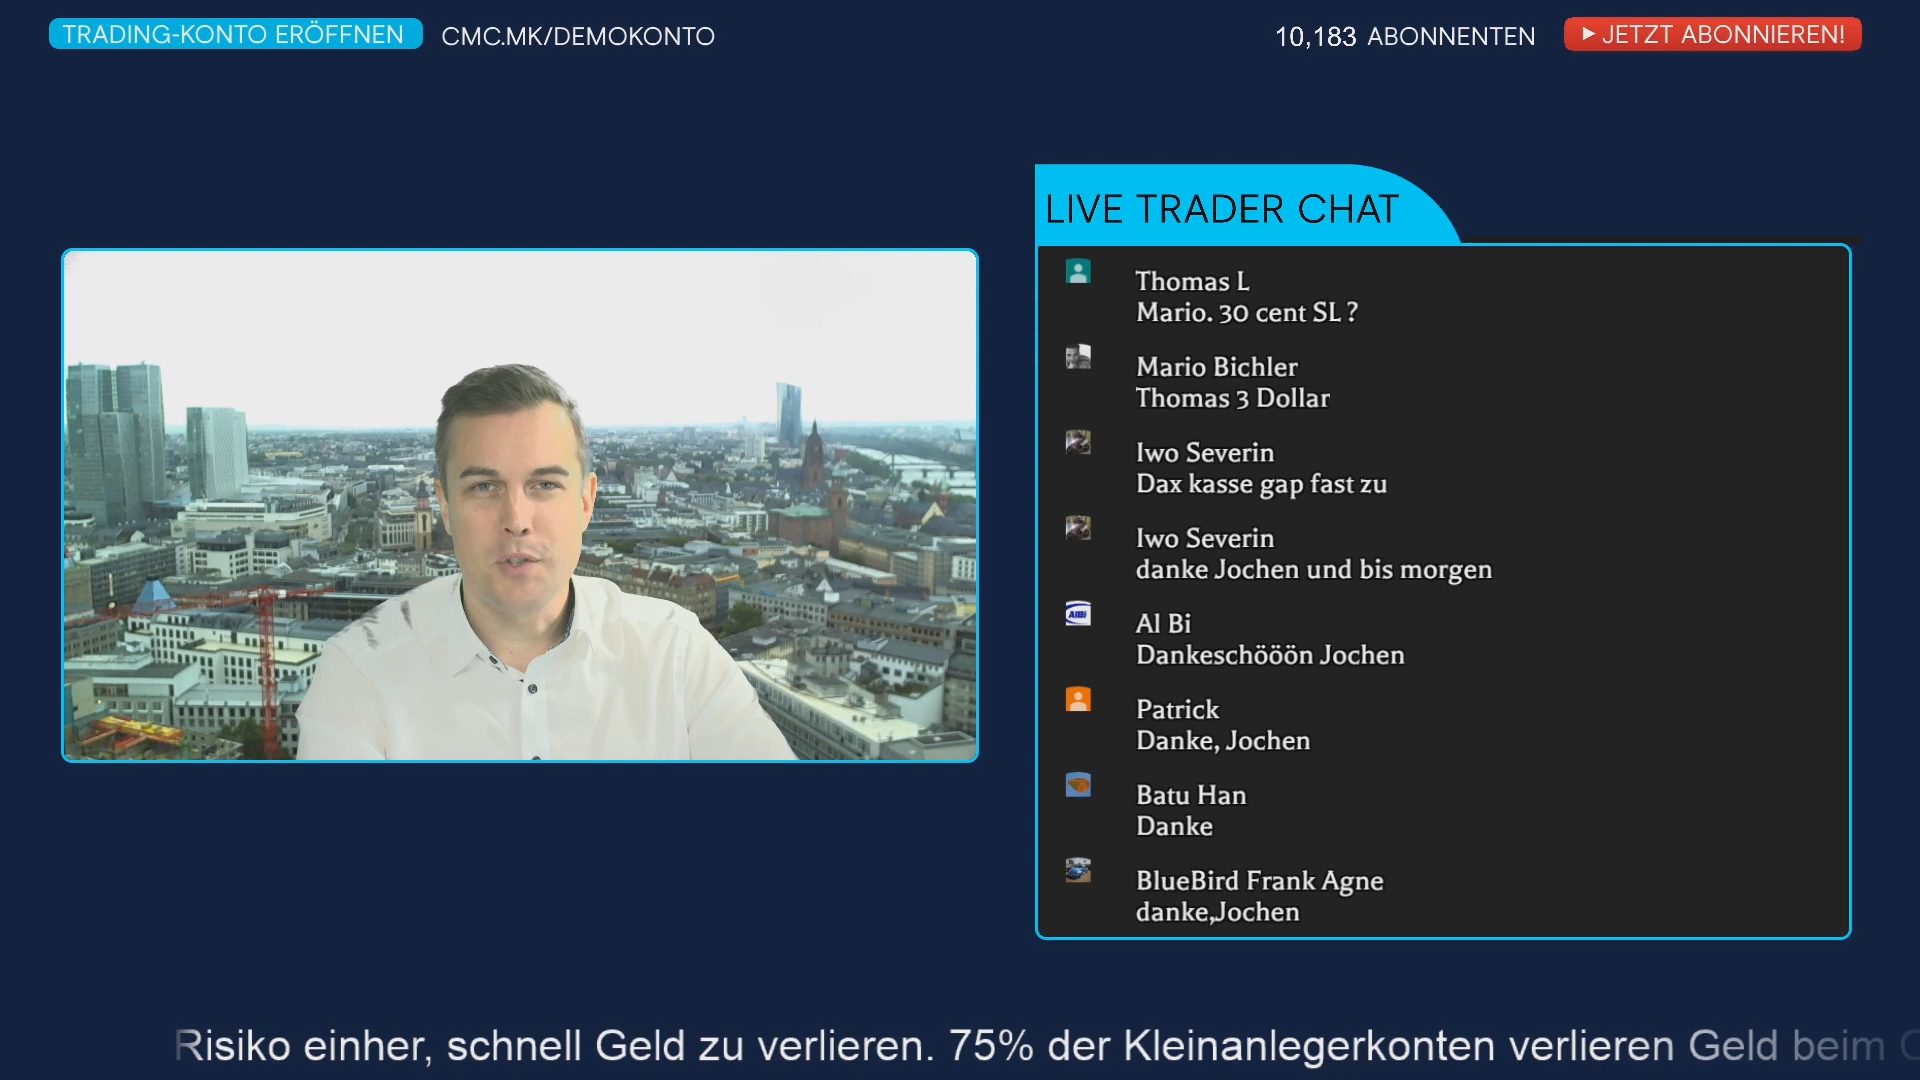 TRADING-KONTO ERÖFFNEN CMC.MK/DEMOKONTO
10,183 ABONNENTEN JETZT ABONNIEREN!
LIVE TRADER CHAT
Thomas L
Mario. 30 cent SL ?
Mario Bichler
Thomas 3 Dollar
Iwo Severin
Dax kasse gap fast zu
Iwo Severin
danke Jochen und bis morgen
AIBi
Al Bi
Dankeschööön Jochen
Patrick
Danke, Jochen
Batu Han
Danke
BlueBird Frank Agne
danke,Jochen
Risiko einher, schnell Geld zu verlieren. 75% der Kleinanlegerkonten verlieren Geld beim C